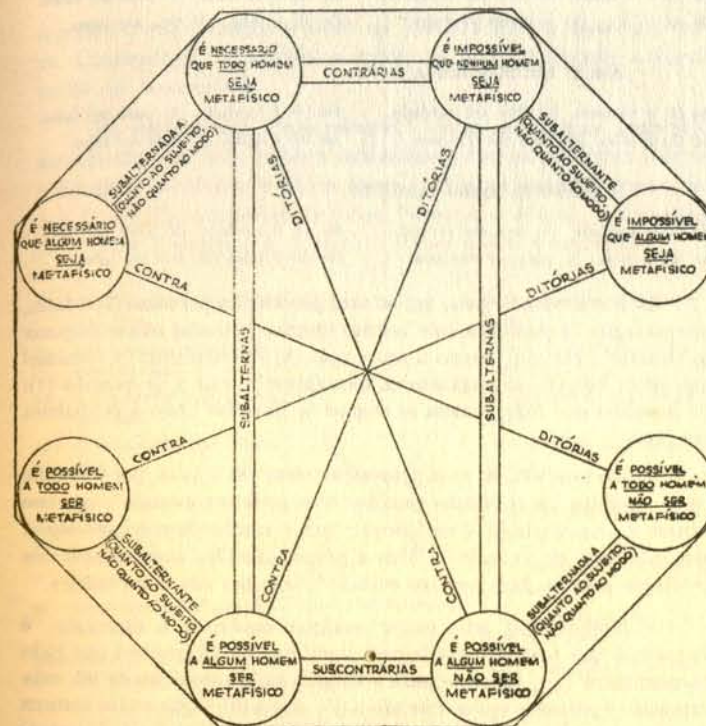 É NECESSÁRIO
QUE TODO HOMEM
SEJA
METAFÍSICO
CONTRÁRIAS
É IMPOSSÍVEL
QUE NENHUM HOMEM
SEJA
METAFÍSICO
SUBALTERNADA A
(QUANTO AO SUJEITO,
NÃO QUANTO AO MODO)
DITÓRIAS
DITÓRIAS
SUBALTERNANTE
(QUANTO AO SUJEITO,
NÃO QUANTO AO MODO)
É NECESSÁRIO
QUE ALGUM HOMEM
SEJA
METAFÍSICO
É IMPOSSÍVEL
QUE ALGUM HOMEM
SEJA
METAFÍSICO
CONTRA
DITÓRIAS
SUBALTERNAS
SUBALTERNAS
CONTRA
DITÓRIAS
É POSSÍVEL
A TODO HOMEM
SER
METAFÍSICO
É POSSÍVEL
A TODO HOMEM
NÃO SER
METAFÍSICO
SUBALTERNANTE
(QUANTO AO SUJEITO
NÃO QUANTO AO MODO)
CONTRA
CONTRA
SUBALTERNADA A
(QUANTO AO SUJEITO
NÃO QUANTO AO MODO)
É POSSÍVEL
A ALGUM HOMEM
SER
METAFÍSICO
SUBCONTRÁRIAS
É POSSÍVEL
A ALGUM HOMEM
NÃO SER
METAFÍSICO